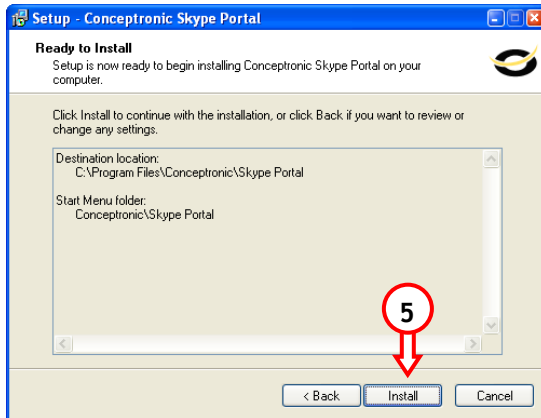 Setup - Conceptronic Skype Portal
Ready to Install
Setup is now ready to begin installing Conceptronic Skype Portal on your
computer.
Click Install to continue with the installation, or click Back if you want to review or
change any settings.
Destination location:
C:\Program Files\Conceptronic\Skype Portal
Start Menu folder:
Conceptronic\Skype Portal
5
< Back
Install
Cancel